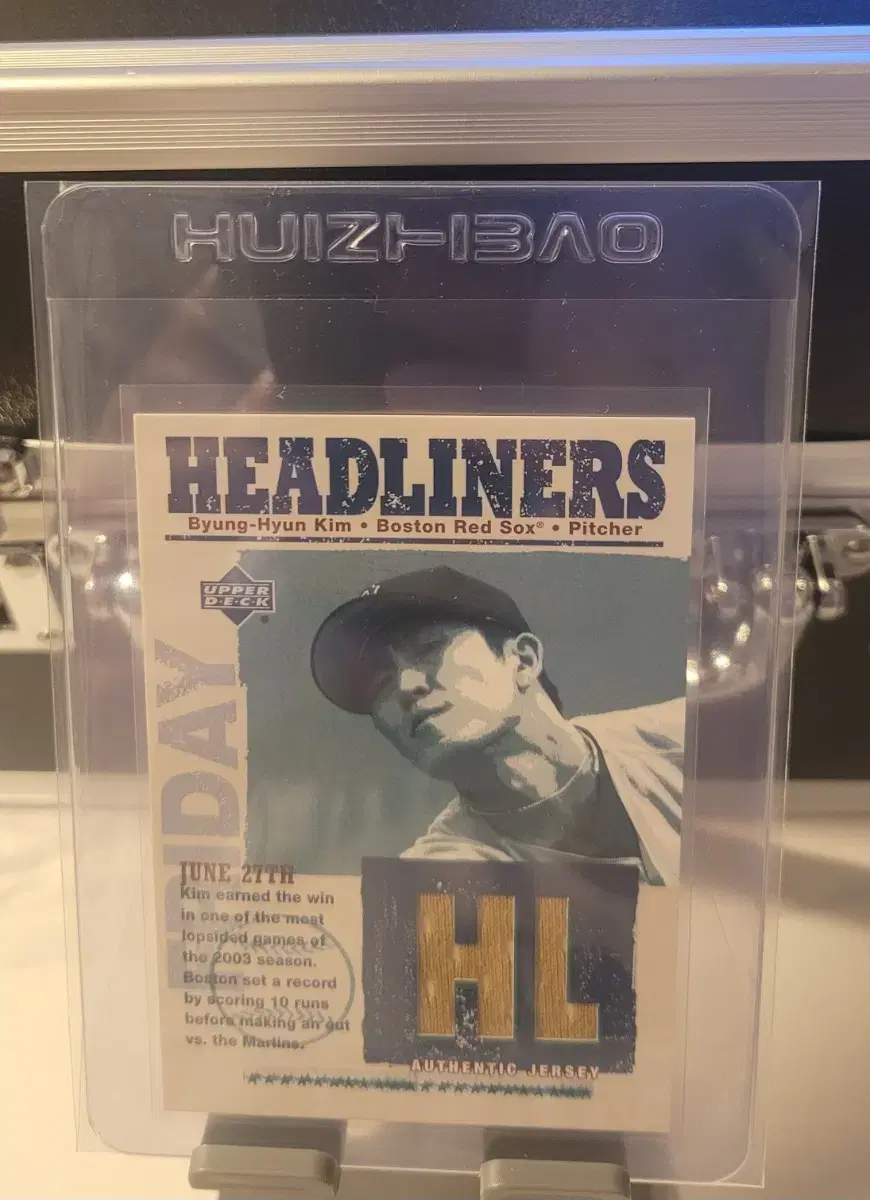 HUIZHIBAO
HEADLINERS
Byung-Hyun Kim • Boston Red Sox® • Pitcher
UPPER
D·E·C·K
®
FRIDAY
JUNE 27TH
Kim earned the win
in one of the most
lopsided games of
the 2003 season.
Boston set a record
by scoring 10 runs
before making an out
vs. the Marlins.
HL
AUTHENTIC JERSEY